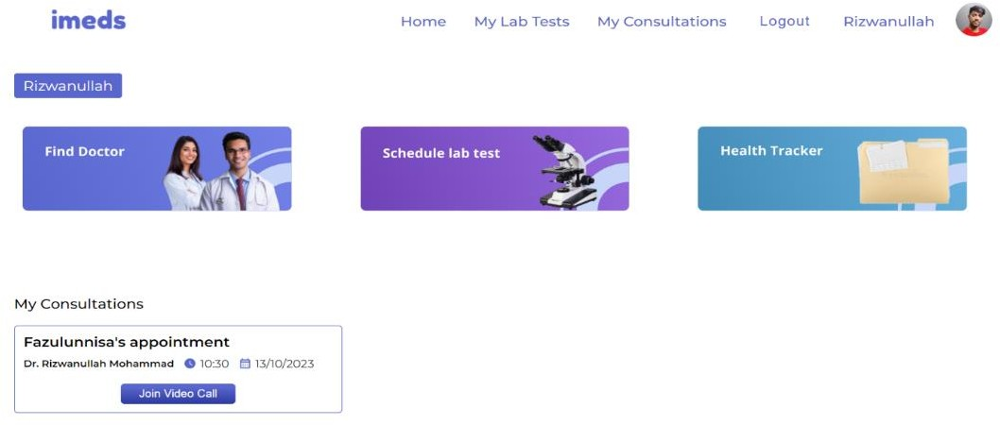 imeds
Home My Lab Tests My Consultations Logout Rizwanullah
Rizwanullah
Find Doctor
Schedule lab test
Health Tracker
My Consultations
Fazulunnisa's appointment
Dr. Rizwanullah Mohammad 10:30 13/10/2023
Join Video Call